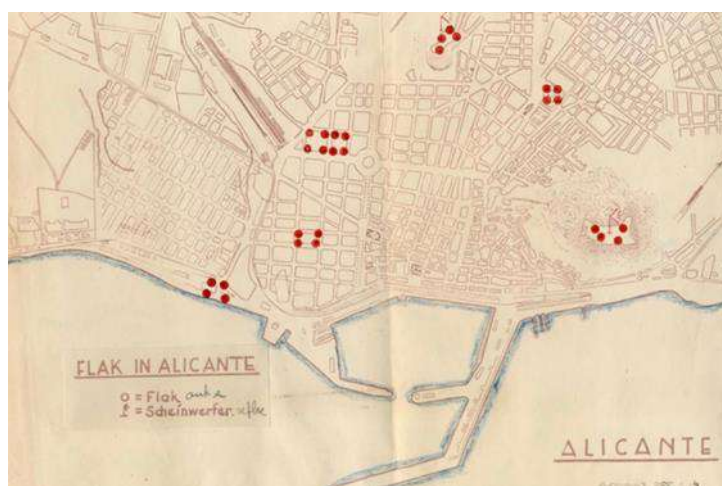 FLAK IN ALICANTE
O = Flak
= Scheinwerfer.
ALICANTE